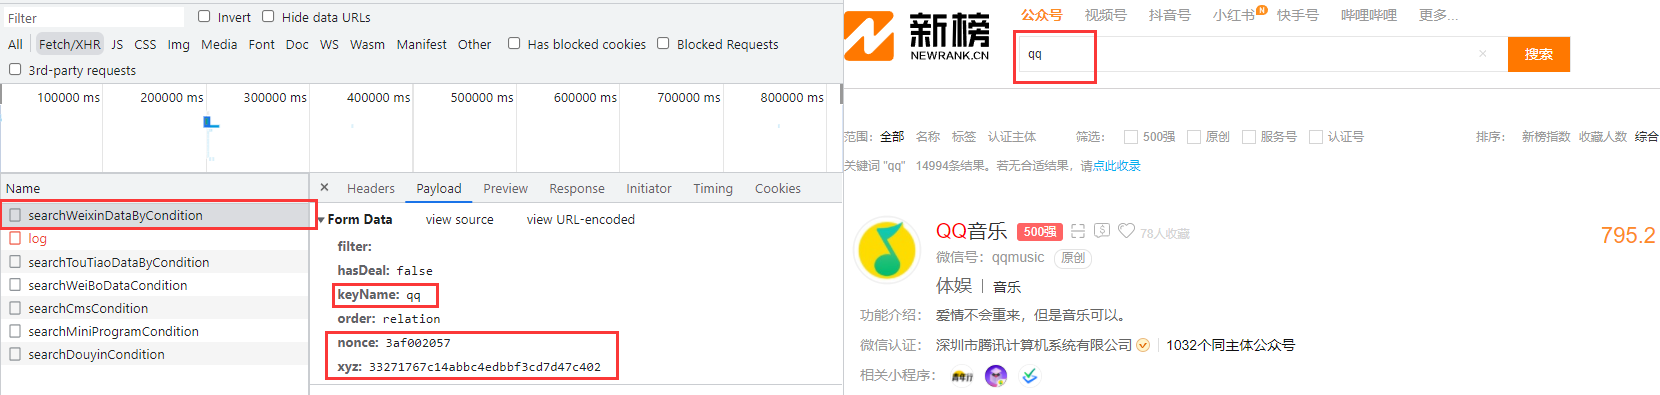 Filter
Invert
Hide data URLs
All Fetch/XHR JS CSS Img Media Font Doc WS Wasm Manifest Other Has blocked cookies Blocked Requests
3rd-party requests
100000 ms 200000 ms 300000 ms 400000 ms 500000 ms 600000 ms 700000 ms 800000 ms
Name
searchWeixinDataByCondition
log
searchTouTiaoDataByCondition
searchWeiBoDataCondition
searchCmsCondition
searchMiniProgramCondition
searchDouyinCondition
× Headers Payload Preview Response Initiator Timing Cookies
Form Data view source view URL-encoded
filter:
hasDeal: false
keyName: qq
order: relation
nonce: 3af002057
xyz: 33271767c14abbc4edbbf3cd7d47c402
新榜
NEWRANK.CN
公众号 视频号 抖音号 小红书 N 快手号 哔哩哔哩 更多...
qq × 搜索
范围: 全部 名称 标签 认证主体 筛选: 500强 原创 服务号 认证号 排序: 新榜指数 收藏人数 综合
关键词 "qq" 14994条结果。若无合适结果，请点此收录
QQ音乐 500强 78人收藏
795.2
微信号: qqmusic 原创
体娱 | 音乐
功能介绍: 爱情不会重来，但是音乐可以。
微信认证: 深圳市腾讯计算机系统有限公司 | 1032个同主体公众号
相关小程序: